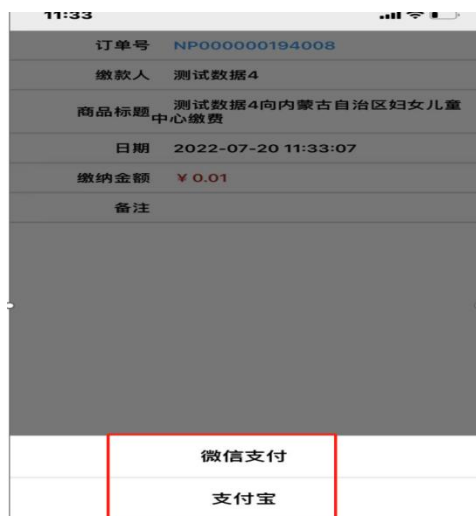 11:33
订单号 NP000000194008
缴款人 测试数据4
商品标题 测试数据4向内蒙古自治区妇女儿童
中心缴费
日期 2022-07-20 11:33:07
缴纳金额 ¥ 0.01
备注
微信支付
支付宝